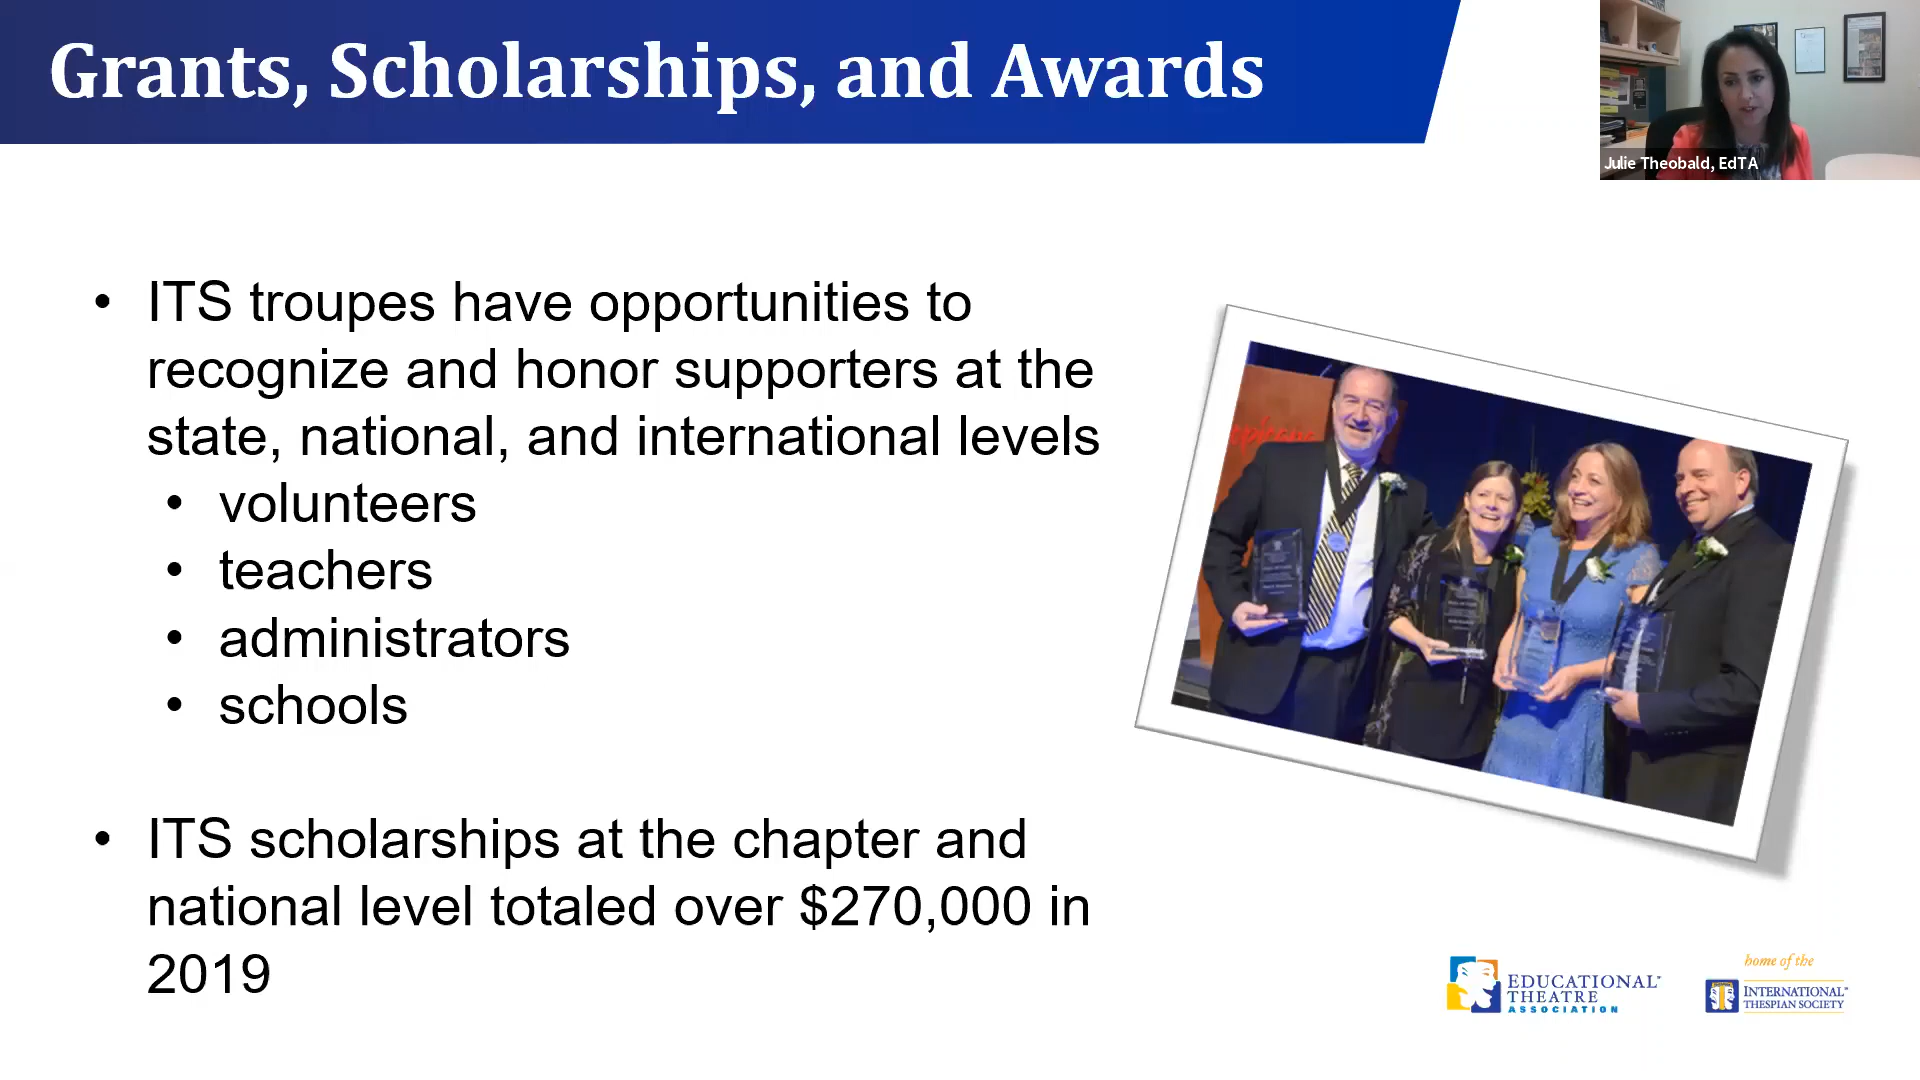 Grants, Scholarships, and Awards
Julie Theobald, EdTA
• ITS troupes have opportunities to
recognize and honor supporters at the
state, national, and international levels
• volunteers
• teachers
• administrators
• schools
• ITS scholarships at the chapter and
national level totaled over $270,000 in
2019
EDUCATIONAL
THEATRE
ASSOCIATION
home of the
INTERNATIONAL
THESPIAN SOCIETY